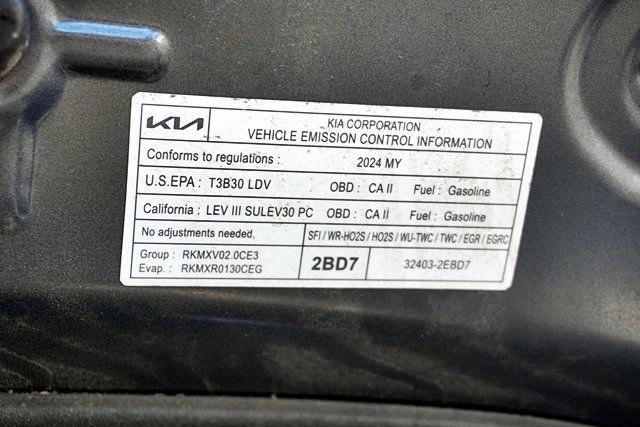 KIA KIA CORPORATION
VEHICLE EMISSION CONTROL INFORMATION
Conforms to regulations : 2024 MY
U.S.EPA : T3B30 LDV OBD : CA II Fuel : Gasoline
California : LEV III SULEV30 PC OBD : CA II Fuel : Gasoline
No adjustments needed. SFI / WR-HO2S / HO2S / WU-TWC / TWC / EGR / EGRC
Group : RKMXV02.0CE3
Evap. : RKMXR0130CEG
2BD7 32403-2EBD7